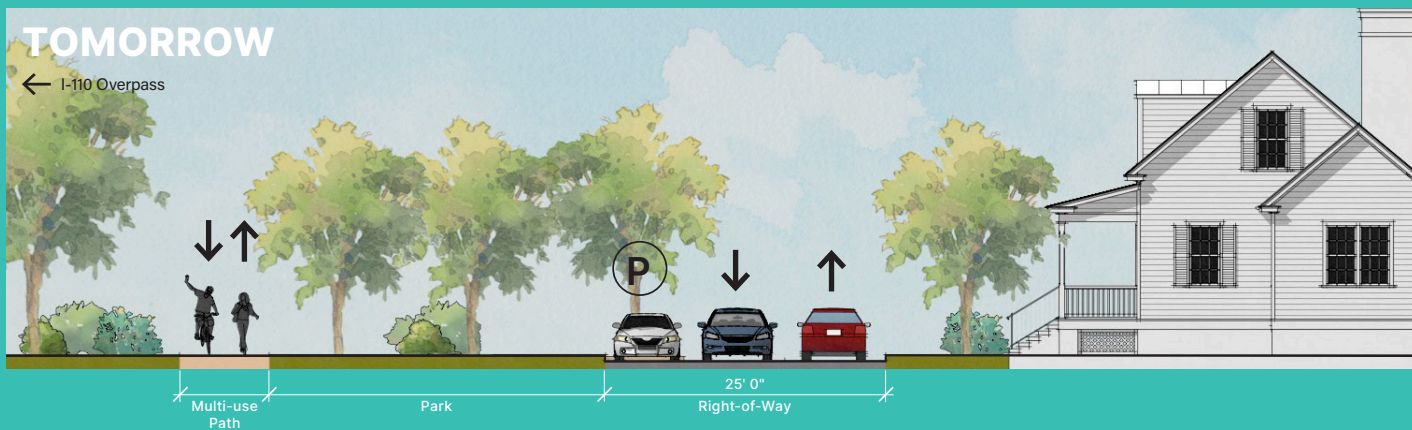 TOMORROW
← I-110 Overpass
P
25' 0"
Multi-use
Path
Park
Right-of-Way